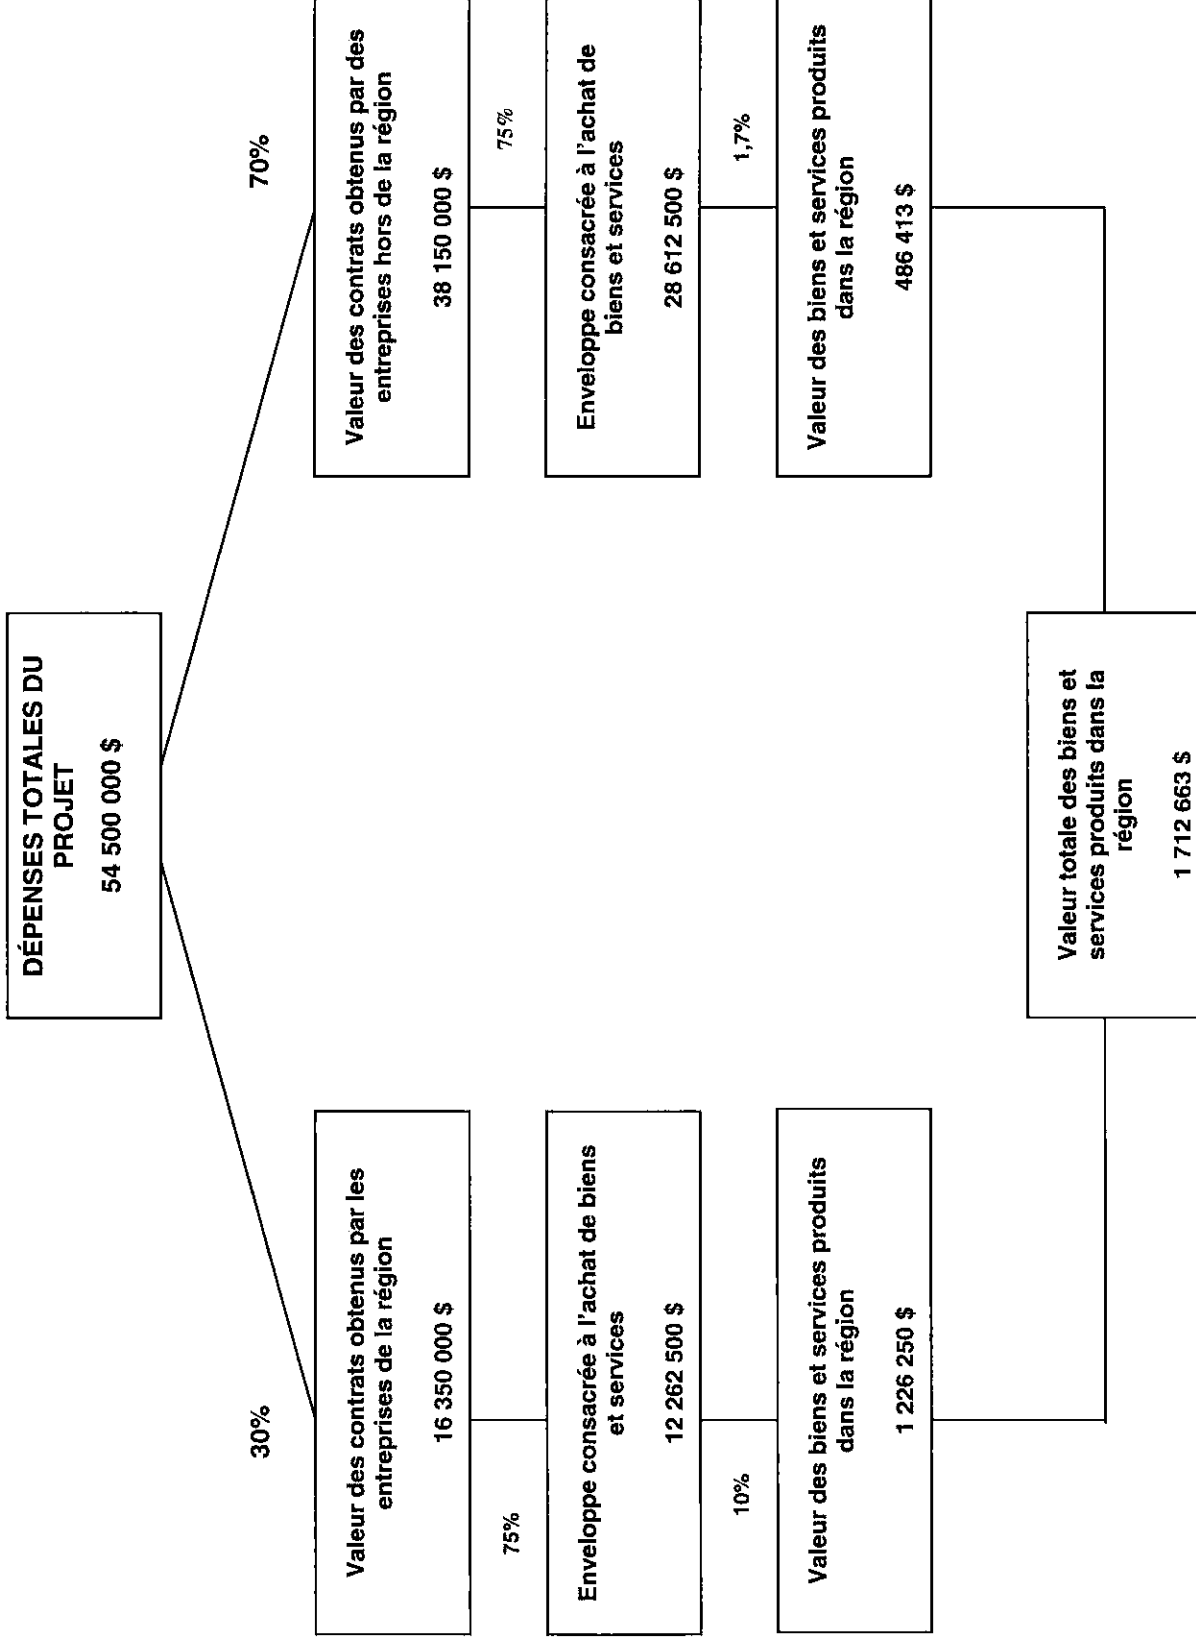 DÉPENSES TOTALES DU
PROJET
54 500 000 $
30%
70%
Valeur des contrats obtenus par les
entreprises de la région
16 350 000 $
Valeur des contrats obtenus par des
entreprises hors de la région
38 150 000 $
75%
75%
Enveloppe consacrée à l'achat de biens
et services
12 262 500 $
Enveloppe consacrée à l'achat de
biens et services
28 612 500 $
10%
1,7%
Valeur des biens et services produits
dans la région
1 226 250 $
Valeur des biens et services produits
dans la région
486 413 $
Valeur totale des biens et
services produits dans la
région
1 712 663 $